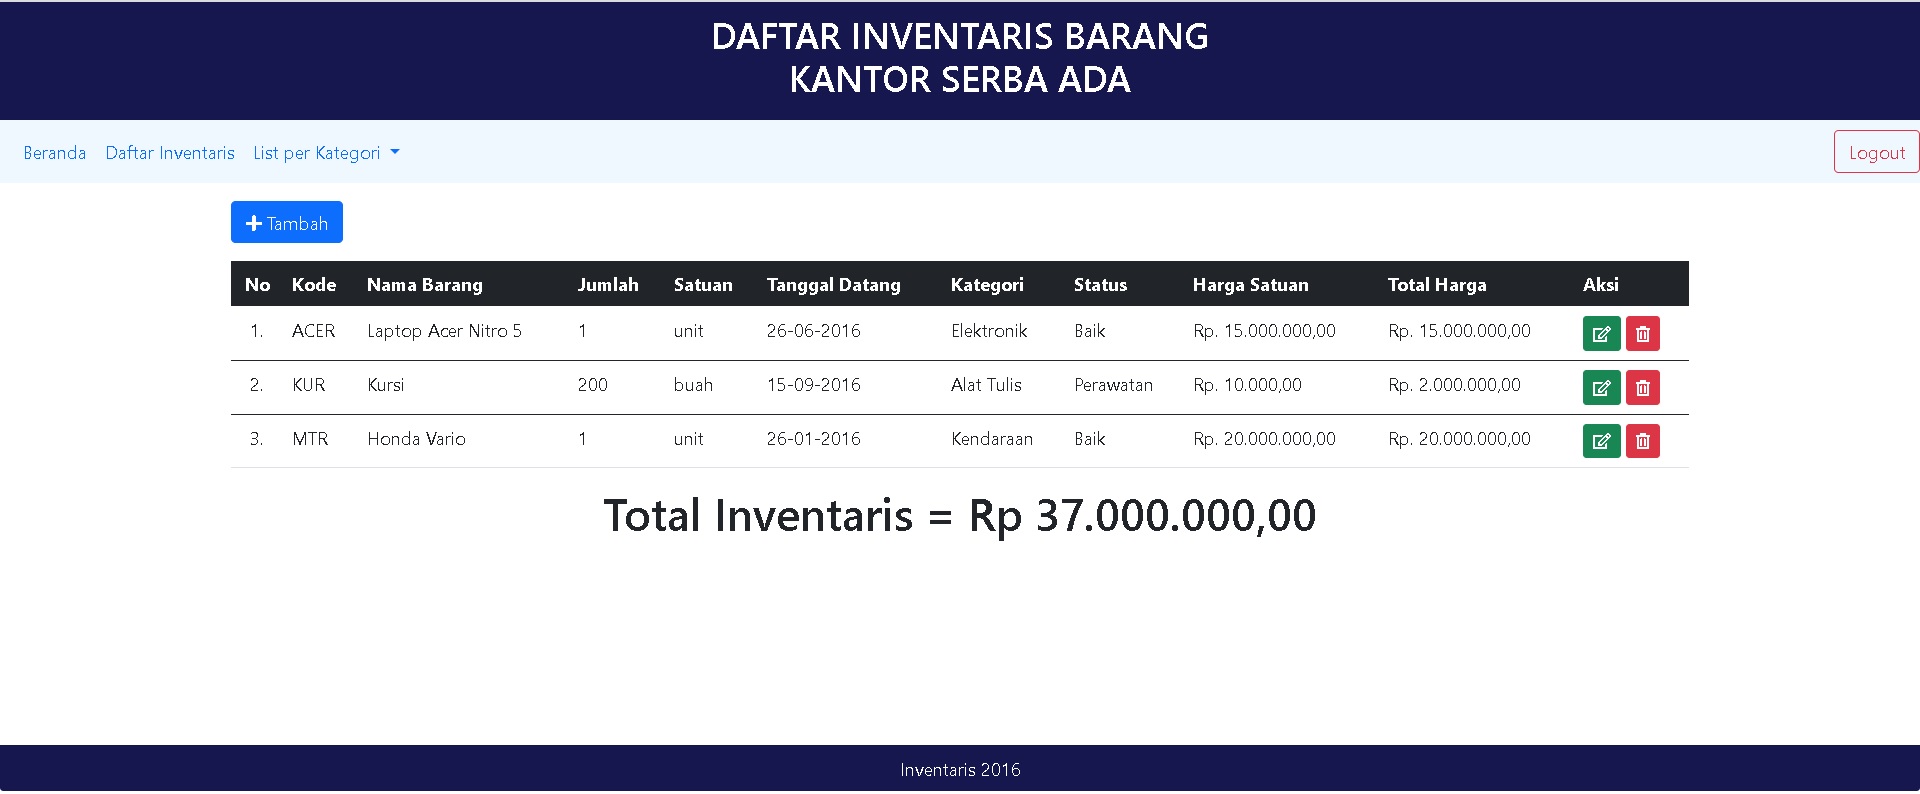 DAFTAR INVENTARIS BARANG
KANTOR SERBA ADA
Beranda Daftar Inventaris List per Kategori Logout
Tambah
No Kode Nama Barang Jumlah Satuan Tanggal Datang Kategori Status Harga Satuan Total Harga Aksi
1. ACER Laptop Acer Nitro 5 1 unit 26-06-2016 Elektronik Baik Rp. 15.000.000,00 Rp. 15.000.000,00
2. KUR Kursi 200 buah 15-09-2016 Alat Tulis Perawatan Rp. 10.000,00 Rp. 2.000.000,00
3. MTR Honda Vario 1 unit 26-01-2016 Kendaraan Baik Rp. 20.000.000,00 Rp. 20.000.000,00
Total Inventaris = Rp 37.000.000,00
Inventaris 2016